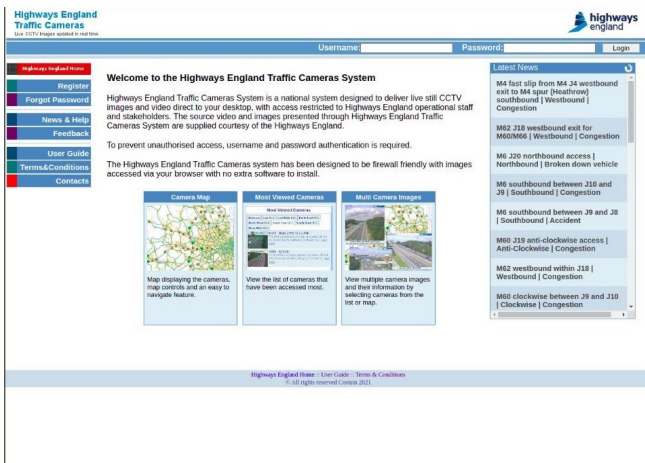 Highways England
Traffic Cameras
Live CCTV Images updated in real time
highways
england
Username:
Password:
Login
Highways England Home
Register
Forgot Password
News & Help
Feedback
User Guide
Terms&Conditions
Contacts
Welcome to the Highways England Traffic Cameras System
Highways England Traffic Cameras System is a national system designed to deliver live still CCTV
images and video direct to your desktop, with access restricted to Highways England operational staff
and stakeholders. The source video and images presented through Highways England Traffic
Cameras System are supplied courtesy of the Highways England.
To prevent unauthorised access, username and password authentication is required.
The Highways England Traffic Cameras system has been designed to be firewall friendly with images
accessed via your browser with no extra software to install.
Camera Map
Map displaying the cameras,
map controls and an easy to
navigate feature.
Most Viewed Cameras
Most Viewed Cameras
View the list of cameras that
have been accessed most.
Multi Camera Images
View multiple camera images
and their information by
selecting cameras from the
list or map.
Latest News
M4 fast slip from M4 J4 westbound
exit to M4 spur (Heathrow)
southbound | Westbound |
Congestion
M62 J18 westbound exit for
M60/M66 | Westbound | Congestion
M6 J20 northbound access |
Northbound | Broken down vehicle
M6 southbound between J10 and
J9 | Southbound | Congestion
M6 southbound between J9 and J8
| Southbound | Accident
M60 J19 anti-clockwise access |
Anti-Clockwise | Congestion
M62 westbound within J18 |
Westbound | Congestion
M60 clockwise between J9 and J10
| Clockwise | Congestion
Highways England Home :: User Guide :: Terms & Conditions
© All rights reserved Costain 2021